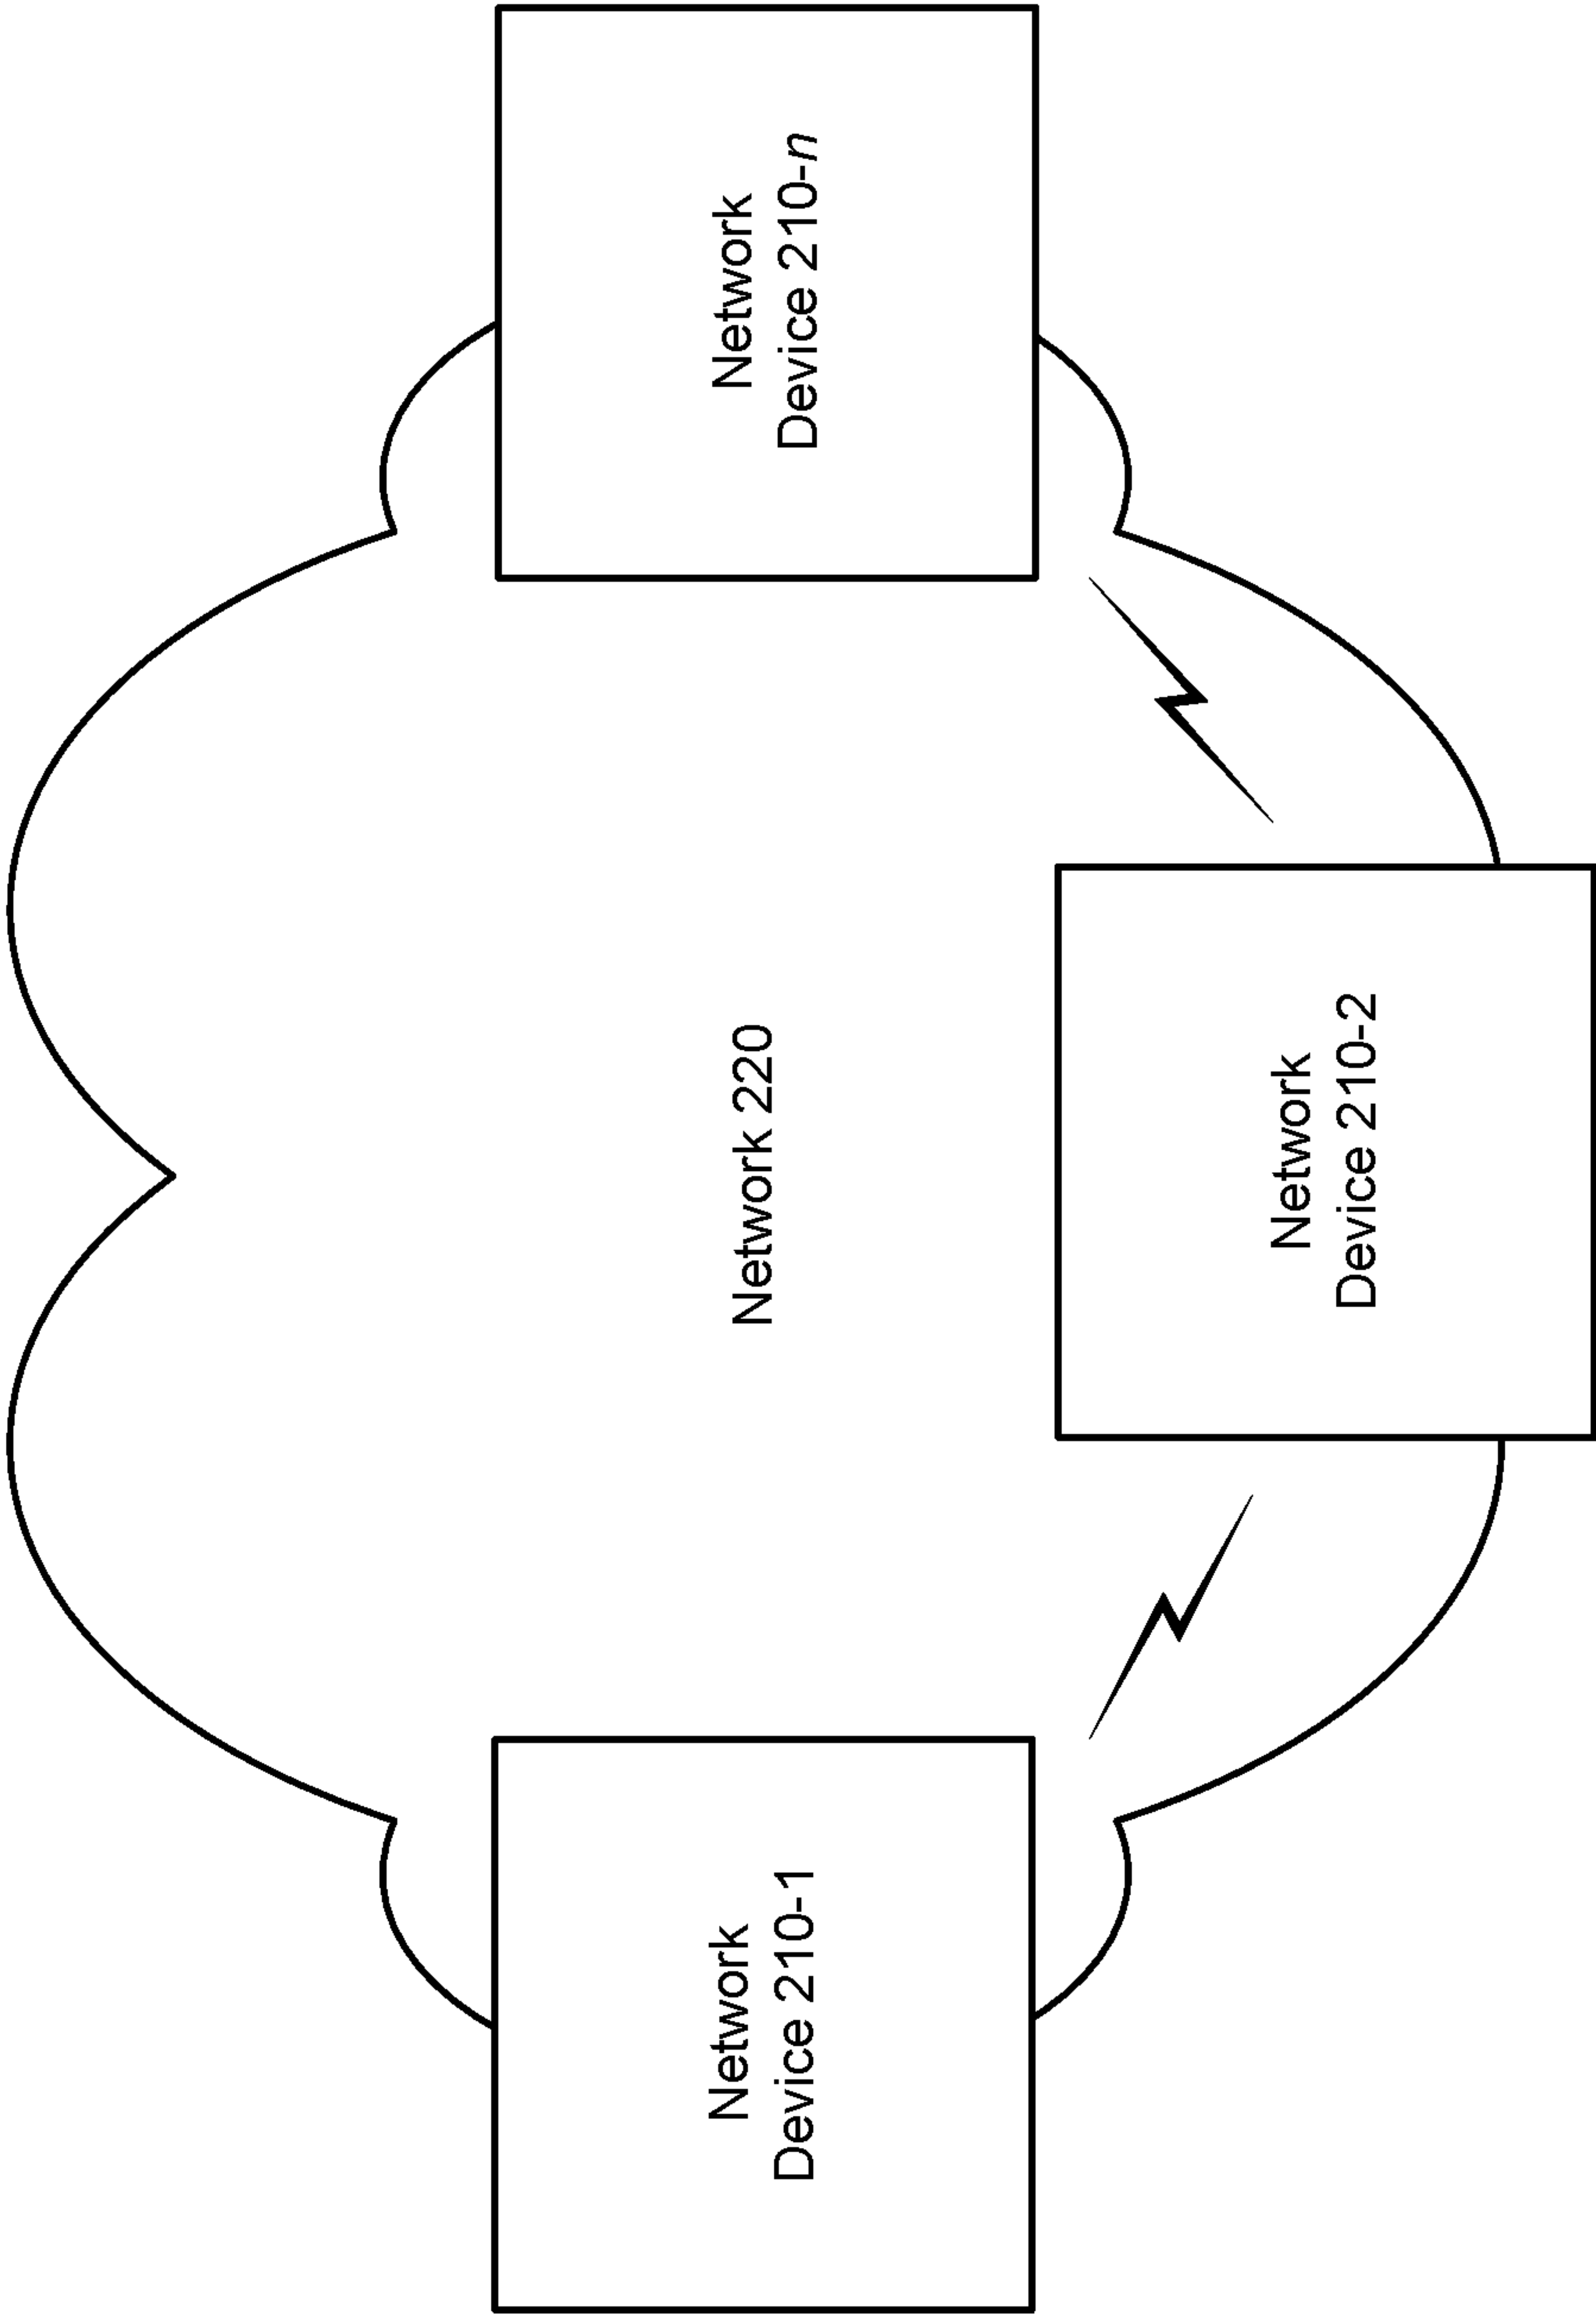 Network 220
Network
Device 210-1
Network
Device 210-2
Network
Device 210-n